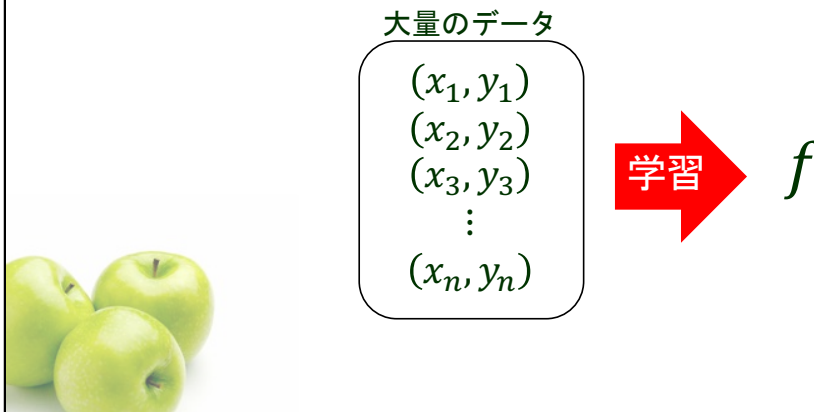 大量のデータ
(x₁, y₁)
(x₂, y₂)
(x₃, y₃)
⋮
(xₙ, yₙ)
学習
f